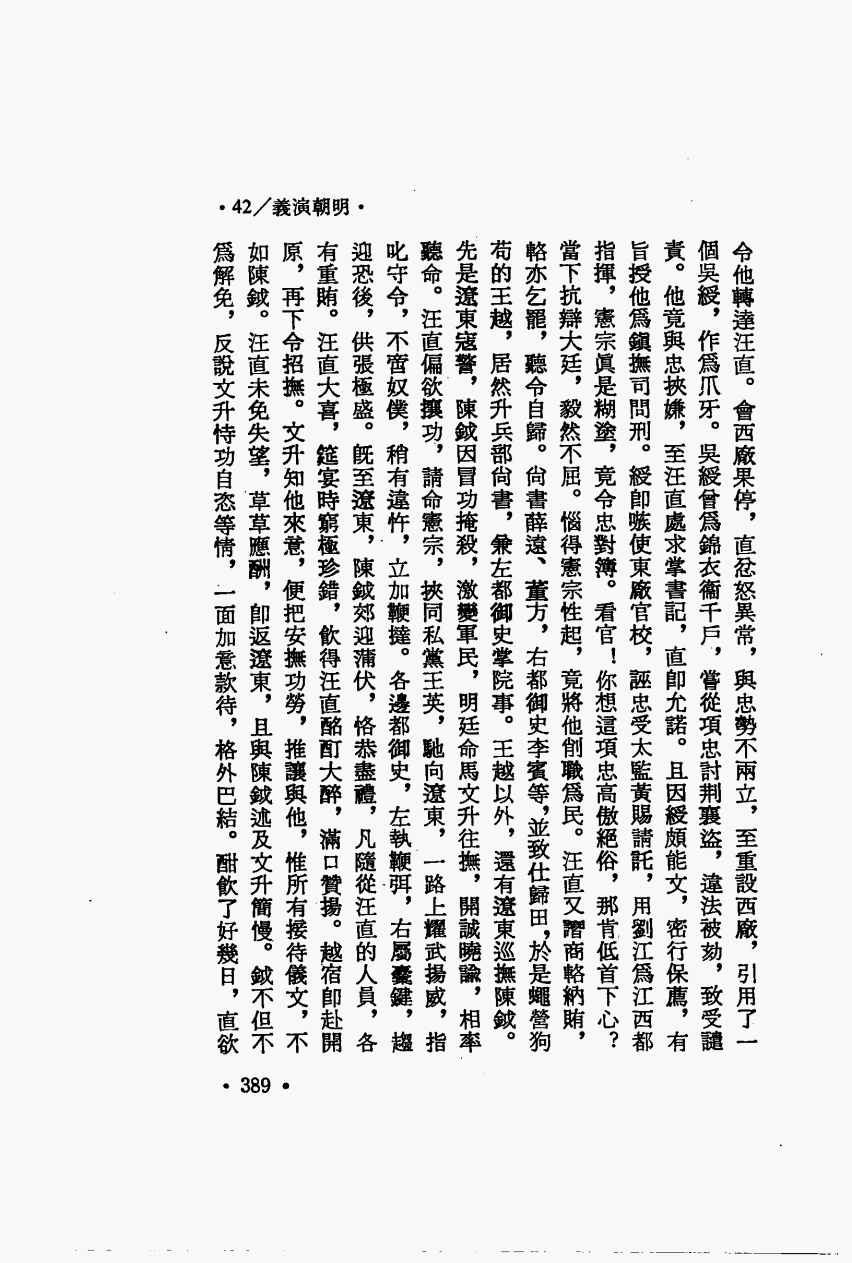 ·42／義演朝明·
令他轉達汪直。會西廠果停，直忿怒異常，與忠勢不兩立，至重設西廠，引用了一
個吳綬，作爲爪牙。吳綬曾爲錦衣衞千戶，嘗從項忠討荆襄盜，違法被劾，致受譴
責。他竟與忠挾嫌，至汪直處求掌書記，直卽允諾。且因綬頗能文，密行保薦，有
旨授他爲鎭撫司問刑。綬卽嗾使東廠官校，誣忠受太監黃賜請託，用劉江爲江西都
指揮，憲宗眞是糊塗，竟令忠對簿。看官！你想這項忠高傲絕俗，那肯低首下心？
當下抗辯大廷，毅然不屈。惱得憲宗性起，竟將他削職爲民。汪直又譖商輅納賄，
輅亦乞罷，聽令自歸。尙書薛遠、董方，右都御史李賓等，並致仕歸田，於是蠅營狗
苟的王越，居然升兵部尙書，兼左都御史掌院事。王越以外，還有遼東巡撫陳鉞。
先是遼東寇警，陳鉞因冒功掩殺，激變軍民，明廷命馬文升往撫，開誠曉諭，相率
聽命。汪直偏欲攘功，請命憲宗，挾同私黨王英，馳向遼東，一路上耀武揚威，指
叱守令，不啻奴僕，稍有違忤，立加鞭撻。各邊都御史，左執鞭弭，右屬櫜鍵，趨
迎恐後，供張極盛。旣至遼東，陳鉞郊迎蒲伏，恪恭盡禮，凡隨從汪直的人員，各
有重賄。汪直大喜，筵宴時窮極珍錯，飮得汪直酩酊大醉，滿口贊揚。越宿卽赴開
原，再下令招撫。文升知他來意，便把安撫功勞，推讓與他，惟所有接待儀文，不
如陳鉞。汪直未免失望，草草應酬，卽返遼東，且與陳鉞述及文升簡慢。鉞不但不
爲解免，反說文升恃功自恣等情，一面加意款待，格外巴結。酣飮了好幾日，直欲
·389·